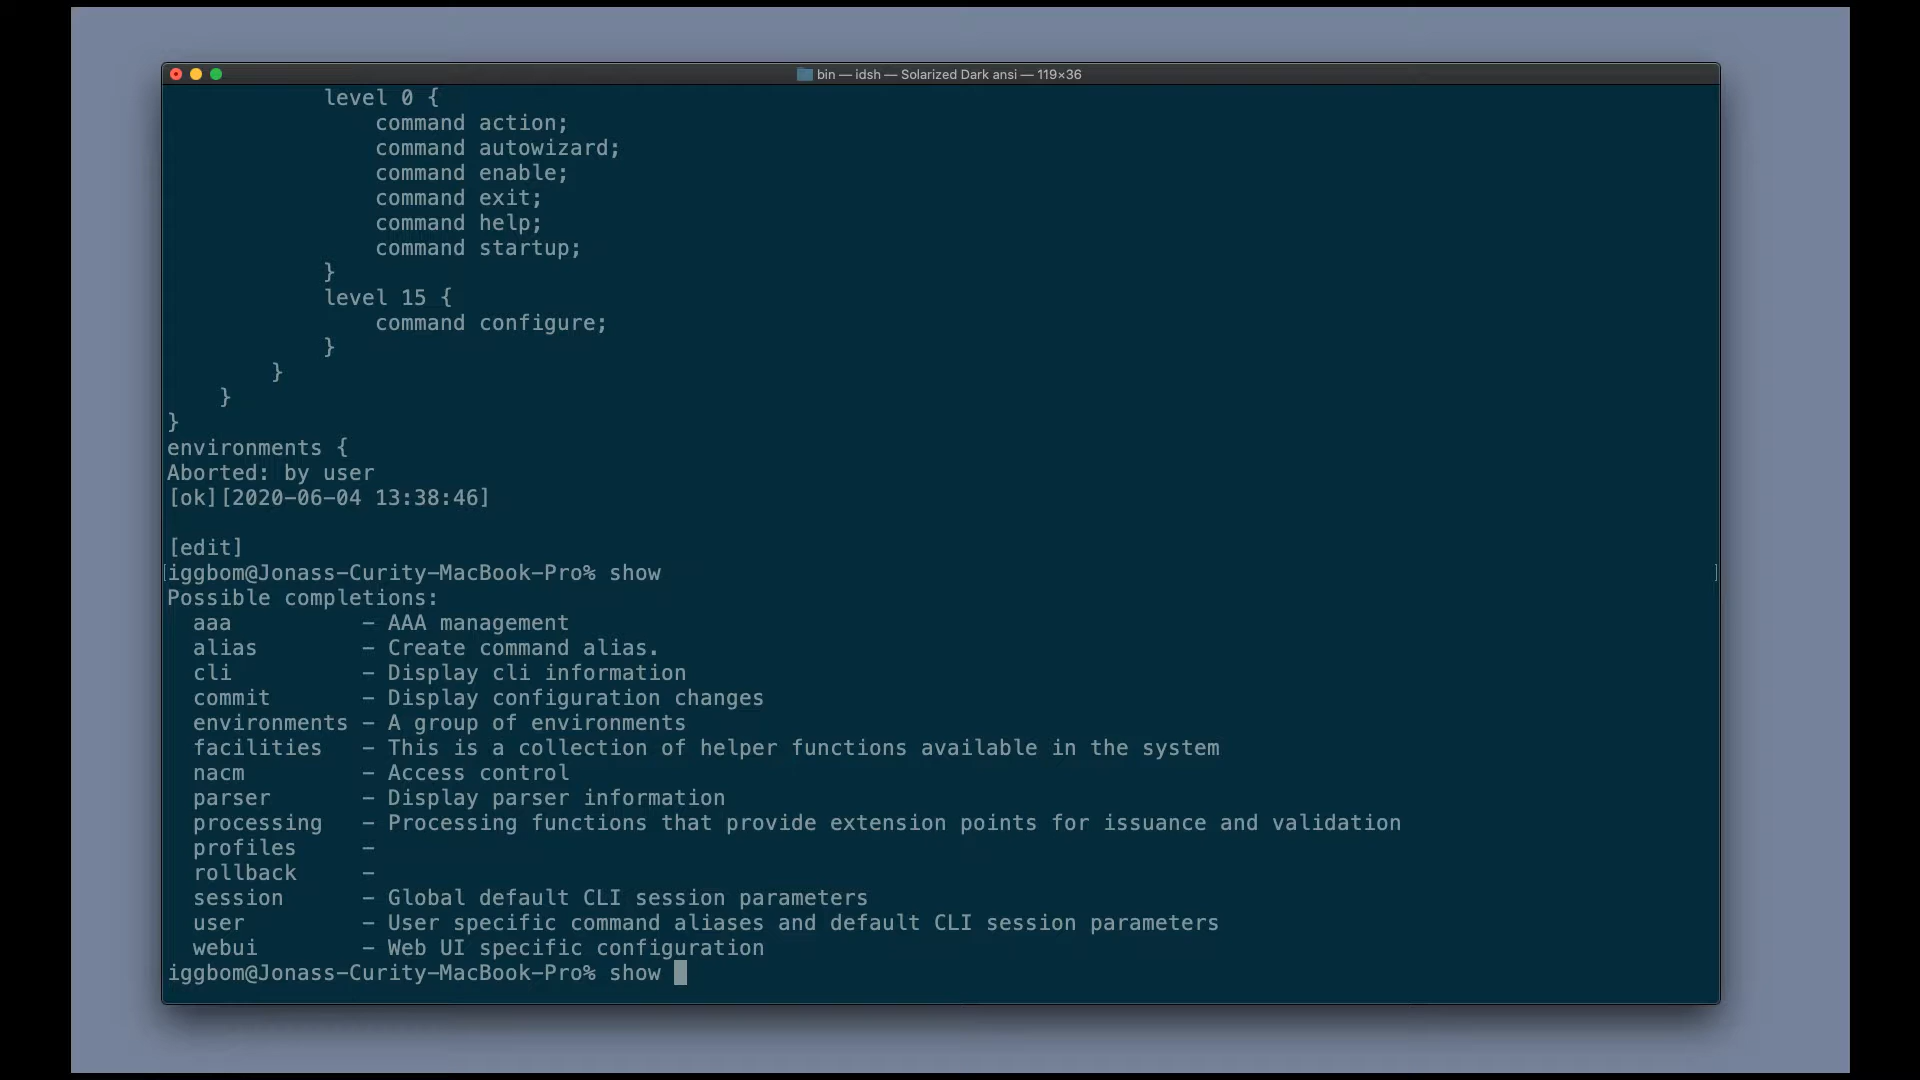 bin — idsh — Solarized Dark ansi — 119×36
            level 0 {
                command action;
                command autowizard;
                command enable;
                command exit;
                command help;
                command startup;
            }
            level 15 {
                command configure;
            }
        }
    }
}
environments {
Aborted: by user
[ok][2020-06-04 13:38:46]

[edit]
[iggbom@Jonass-Curity-MacBook-Pro% show ]
Possible completions:
  aaa          - AAA management
  alias        - Create command alias.
  cli          - Display cli information
  commit       - Display configuration changes
  environments - A group of environments
  facilities   - This is a collection of helper functions available in the system
  nacm         - Access control
  parser       - Display parser information
  processing   - Processing functions that provide extension points for issuance and validation
  profiles     -
  rollback     -
  session      - Global default CLI session parameters
  user         - User specific command aliases and default CLI session parameters
  webui        - Web UI specific configuration
iggbom@Jonass-Curity-MacBook-Pro% show